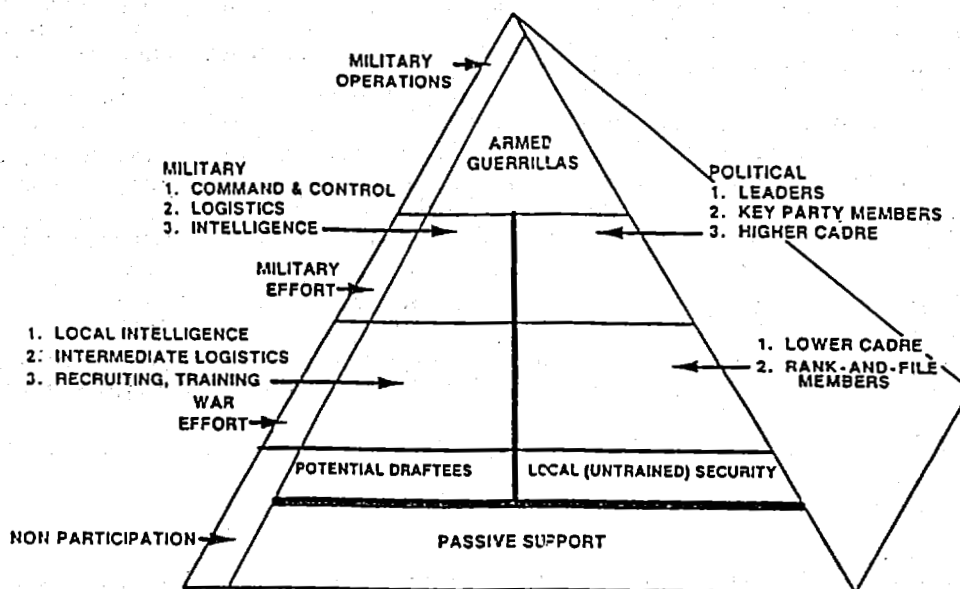 MILITARY
OPERATIONS
ARMED
GUERRILLAS
MILITARY
1. COMMAND & CONTROL
2. LOGISTICS
3. INTELLIGENCE
POLITICAL
1. LEADERS
2. KEY PARTY MEMBERS
3. HIGHER CADRE
MILITARY
EFFORT
1. LOCAL INTELLIGENCE
2. INTERMEDIATE LOGISTICS
3. RECRUITING, TRAINING
1. LOWER CADRE
2. RANK-AND-FILE
MEMBERS
WAR
EFFORT
POTENTIAL DRAFTEES
LOCAL (UNTRAINED) SECURITY
NON PARTICIPATION
PASSIVE SUPPORT